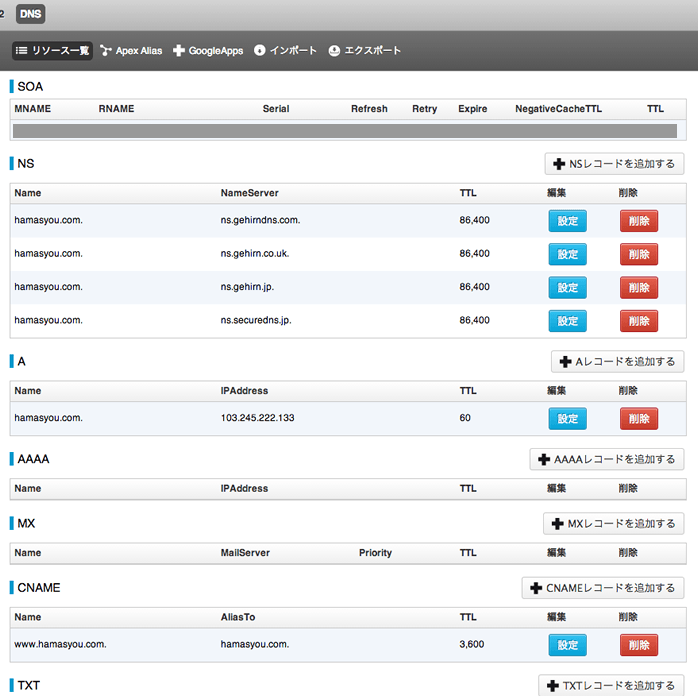 2 DNS
リソース一覧 Apex Alias GoogleApps インポート エクスポート
SOA
MNAME RNAME Serial Refresh Retry Expire NegativeCacheTTL TTL
NS NSレコードを追加する
Name NameServer TTL 編集 削除
hamasyou.com. ns.gehirndns.com. 86,400 設定 削除
hamasyou.com. ns.gehirn.co.uk. 86,400 設定 削除
hamasyou.com. ns.gehirn.jp. 86,400 設定 削除
hamasyou.com. ns.securedns.jp. 86,400 設定 削除
A Aレコードを追加する
Name IPAddress TTL 編集 削除
hamasyou.com. 103.245.222.133 60 設定 削除
AAAA AAAAレコードを追加する
Name IPAddress TTL 編集 削除
MX MXレコードを追加する
Name MailServer Priority TTL 編集 削除
CNAME CNAMEレコードを追加する
Name AliasTo TTL 編集 削除
www.hamasyou.com. hamasyou.com. 3,600 設定 削除
TXT TXTレコードを追加する